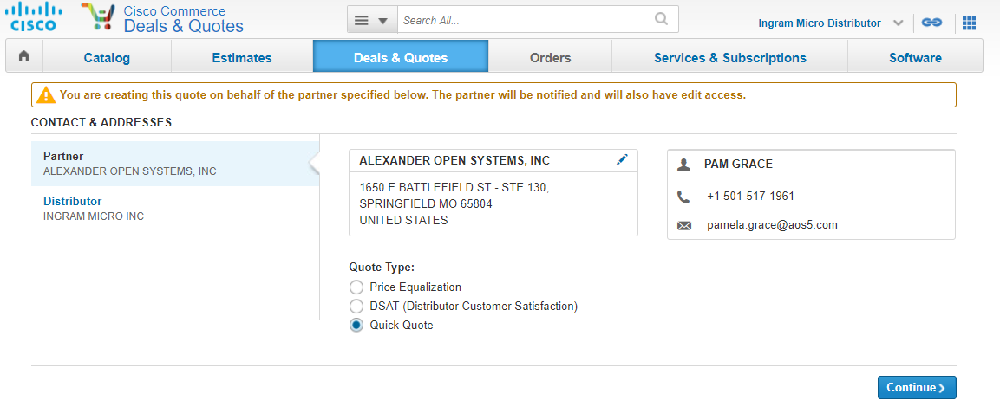 CISCO
Cisco Commerce
Deals & Quotes
Search All...
Ingram Micro Distributor
Catalog
Estimates
Deals & Quotes
Orders
Services & Subscriptions
Software
You are creating this quote on behalf of the partner specified below. The partner will be notified and will also have edit access.
CONTACT & ADDRESSES
Partner
ALEXANDER OPEN SYSTEMS, INC
Distributor
INGRAM MICRO INC
ALEXANDER OPEN SYSTEMS, INC
1650 E BATTLEFIELD ST - STE 130,
SPRINGFIELD MO 65804
UNITED STATES
PAM GRACE
+1 501-517-1961
pamela.grace@aos5.com
Quote Type:
Price Equalization
DSAT (Distributor Customer Satisfaction)
Quick Quote
Continue